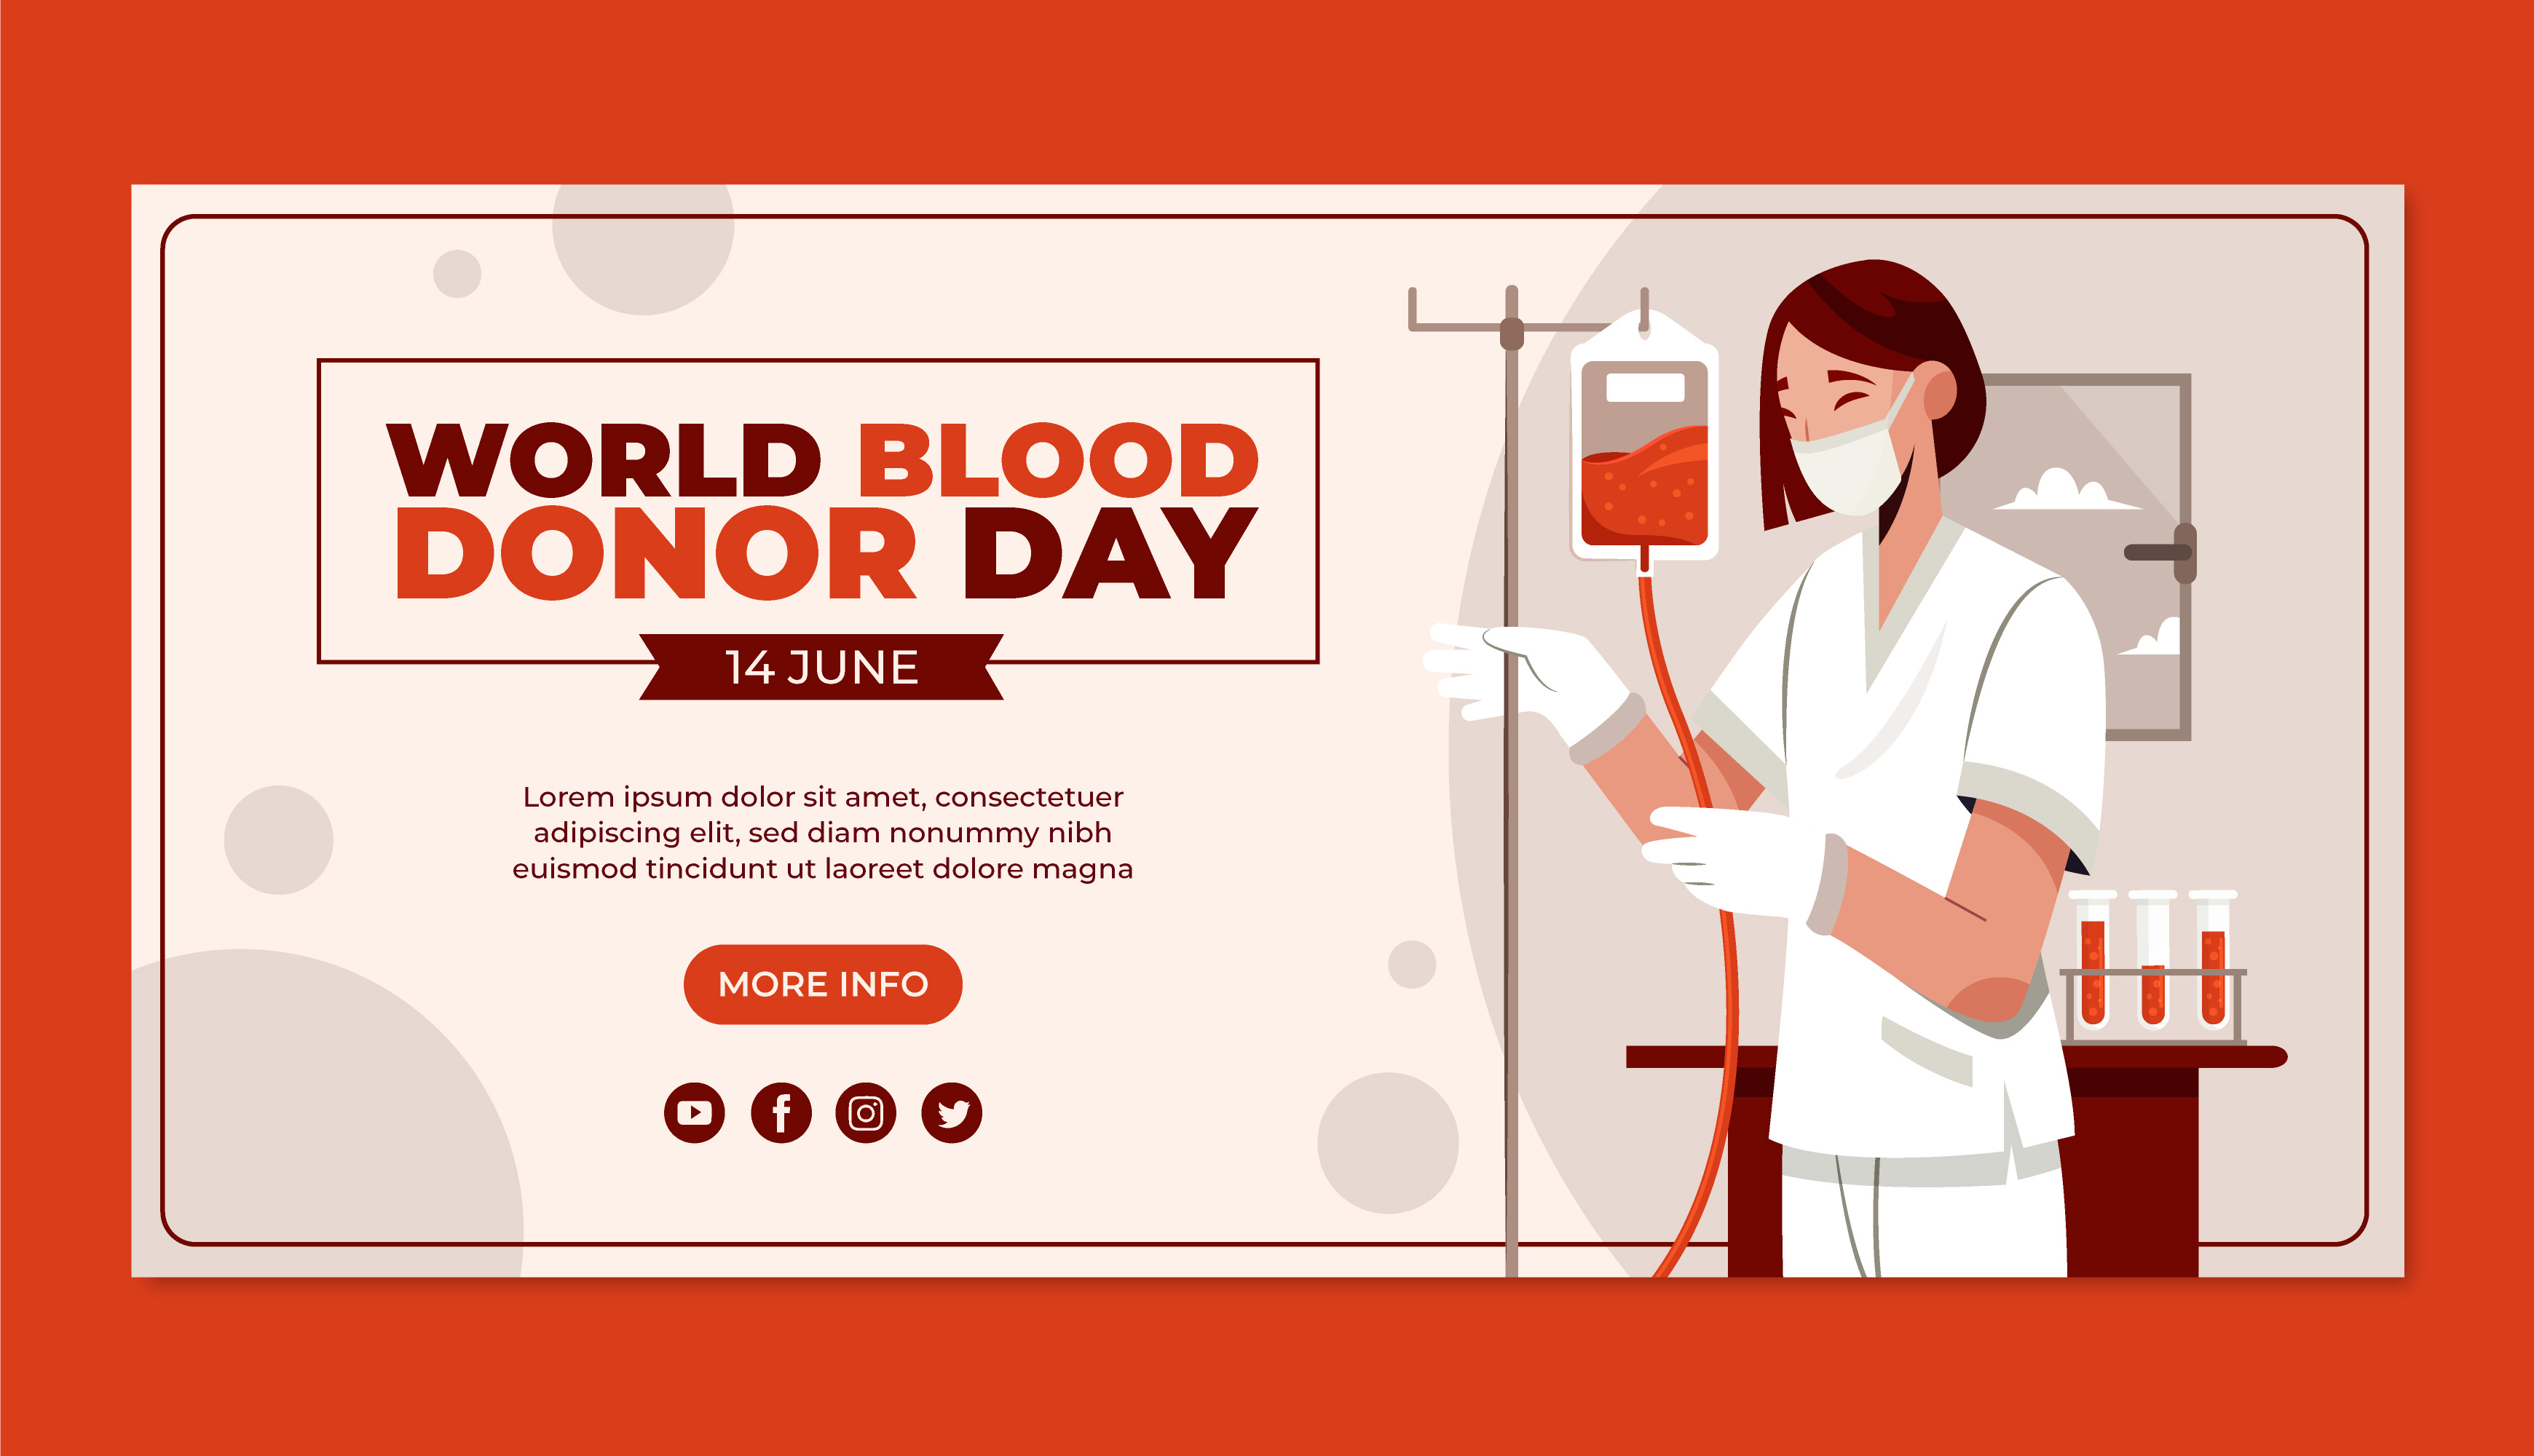 WORLD BLOOD
DONOR DAY
14 JUNE
Lorem ipsum dolor sit amet, consectetuer
adipiscing elit, sed diam nonummy nibh
euismod tincidunt ut laoreet dolore magna
MORE INFO